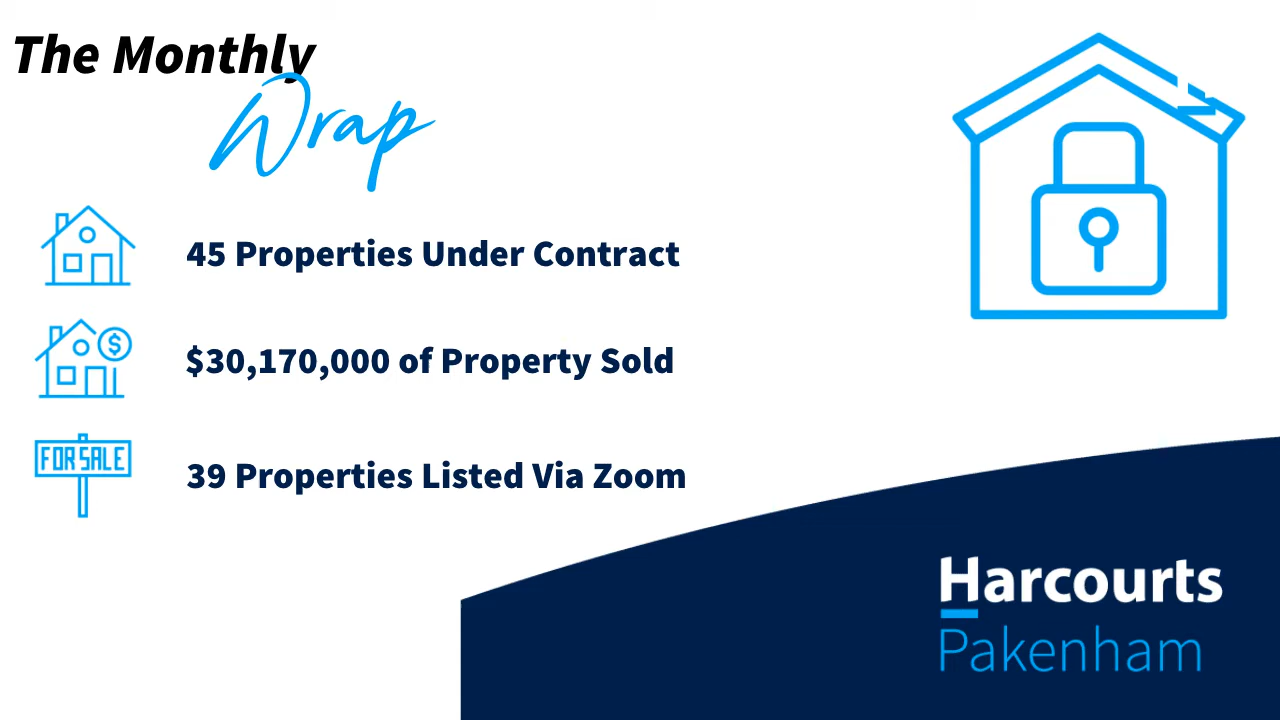 The Monthly
Wrap
45 Properties Under Contract
$30,170,000 of Property Sold
FOR SALE
39 Properties Listed Via Zoom
Harcourts
Pakenham